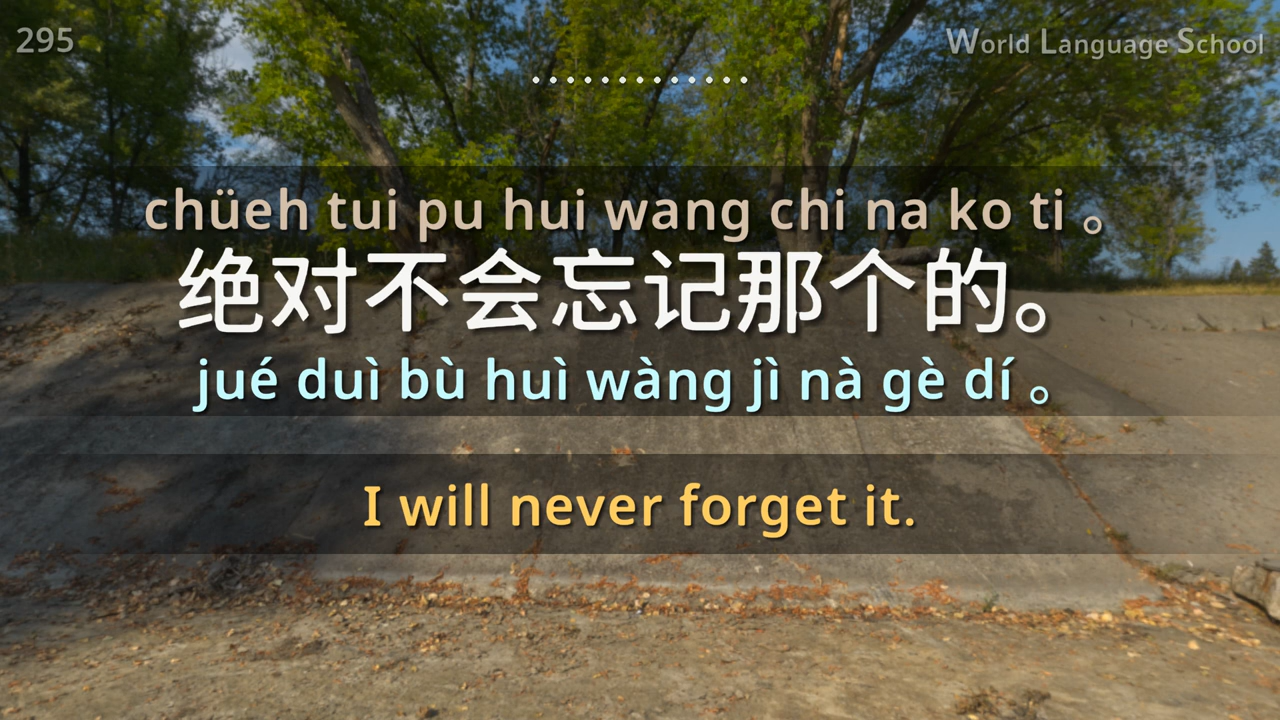 295
World Language School
chüeh tui pu hui wang chi na ko ti 。
绝对不会忘记那个的。
jué duì bù huì wàng jì nà gè dí 。
I will never forget it.